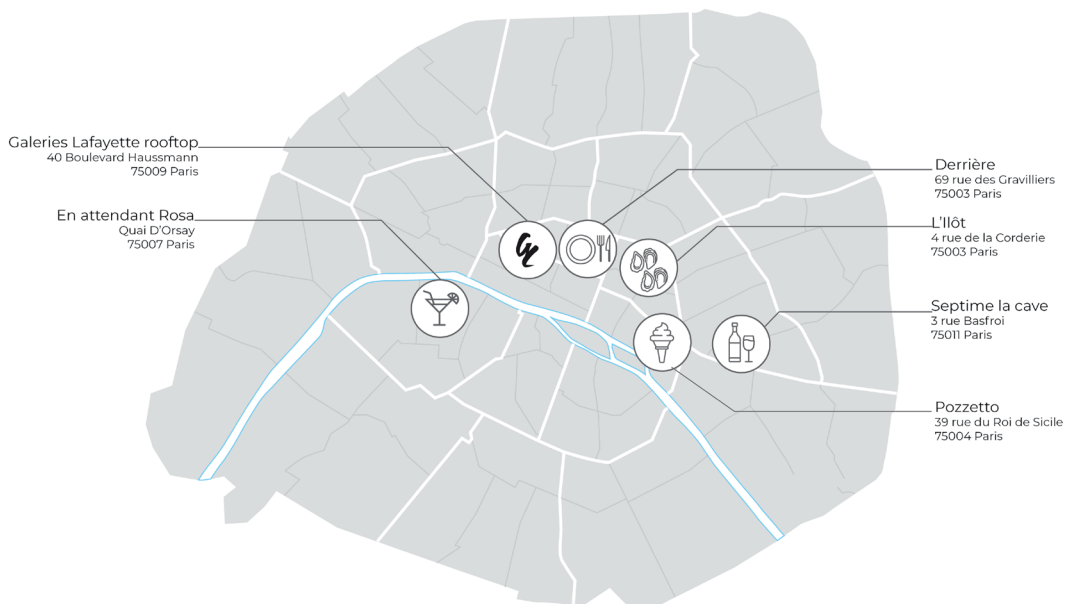 Galeries Lafayette rooftop
40 Boulevard Haussmann
75009 Paris
En attendant Rosa
Quai D'Orsay
75007 Paris
Derrière
69 rue des Gravilliers
75003 Paris
L'Ilôt
4 rue de la Corderie
75003 Paris
Septime la cave
3 rue Basfroi
75011 Paris
Pozzetto
39 rue du Roi de Sicile
75004 Paris
GL